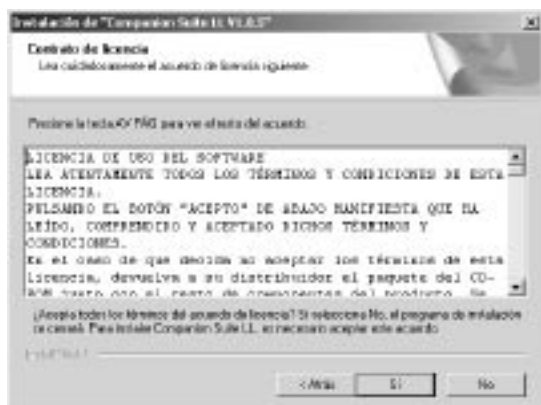 Instalación de "Companion Suite LL V1.0.5"
Contrato de licencia
Lea cuidadosamente el acuerdo de licencia siguiente.
Presione la tecla AV PÁG para ver el resto del acuerdo.
LICENCIA DE USO DEL SOFTWARE
LEA ATENTAMENTE TODOS LOS TÉRMINOS Y CONDICIONES DE ESTA
LICENCIA.
PULSANDO EL BOTÓN "ACEPTO" DE ABAJO MANIFIESTA QUE HA
LEÍDO, COMPRENDIDO Y ACEPTADO DICHOS TÉRMINOS Y
CONDICIONES.
En el caso de que decida no aceptar los términos de esta
licencia, devuelva a su distribuidor el paquete del CD-
ROM junto con el resto de componentes del producto. No
¿Acepta todos los términos del acuerdo de licencia? Si selecciona No, el programa de instalación
se cerrará. Para instalar Companion Suite LL, es necesario aceptar este acuerdo.
InstallShield
< Atrás
Sí
No